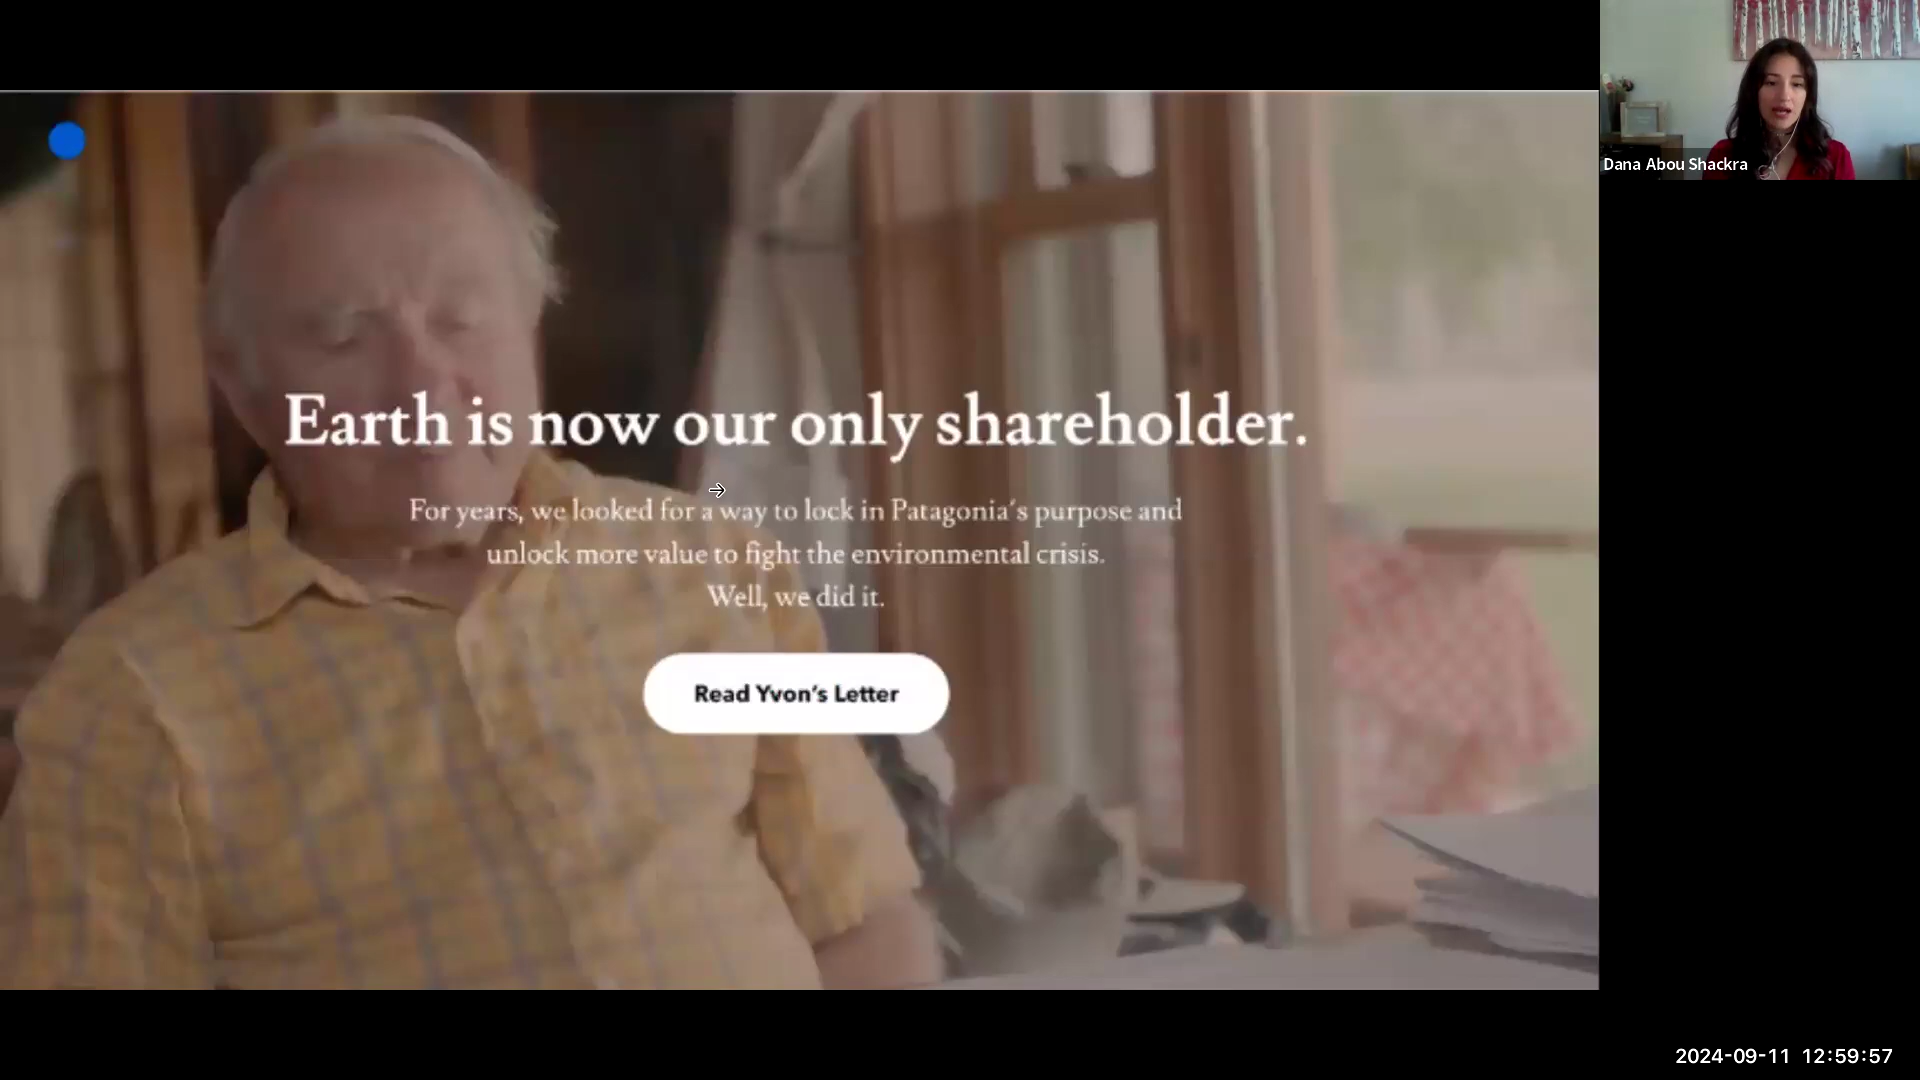 Earth is now our only shareholder.
For years, we looked for a way to lock in Patagonia's purpose and
unlock more value to fight the environmental crisis.
Well, we did it.
Read Yvon's Letter
Dana Abou Shackra
2024-09-11 12:59:57